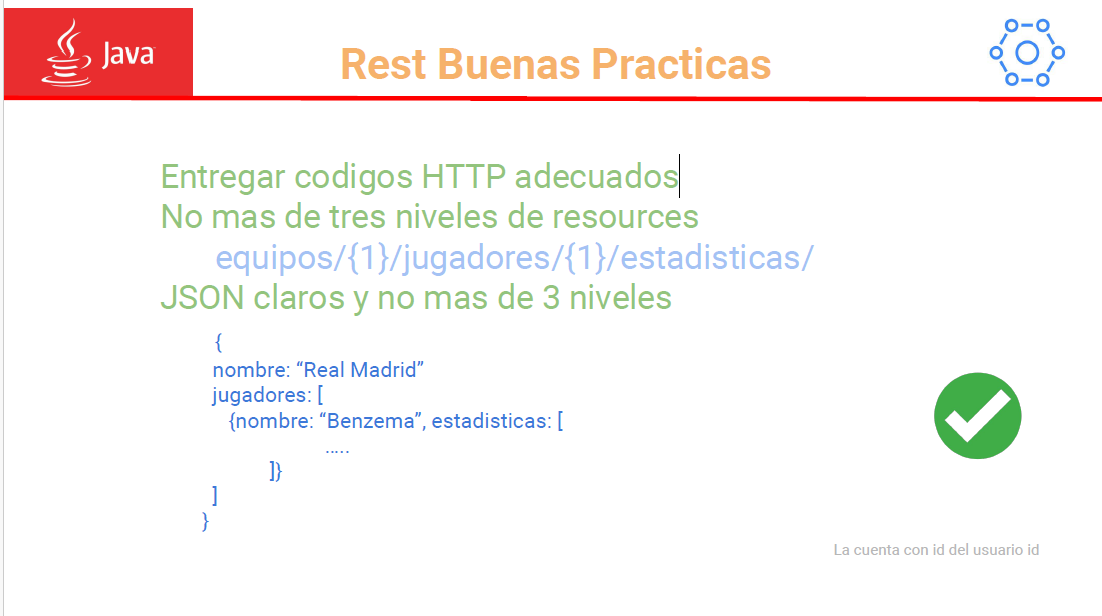 Java
Rest Buenas Practicas
Entregar codigos HTTP adecuados
No mas de tres niveles de resources
equipos/{1}/jugadores/{1}/estadisticas/
JSON claros y no mas de 3 niveles
{
nombre: “Real Madrid”
jugadores: [
{nombre: “Benzema”, estadisticas: [
.....
]}
]
}
La cuenta con id del usuario id